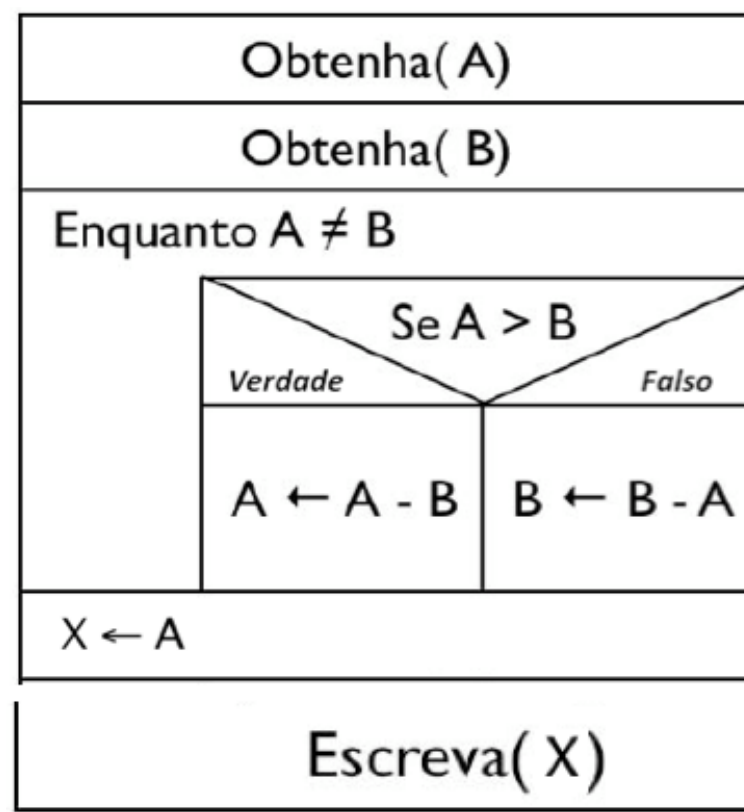 Obtenha( A)
Obtenha( B)
Enquanto A ≠ B
Se A > B
Verdade
Falso
A ← A - B
B ← B - A
X ← A
Escreva( X)